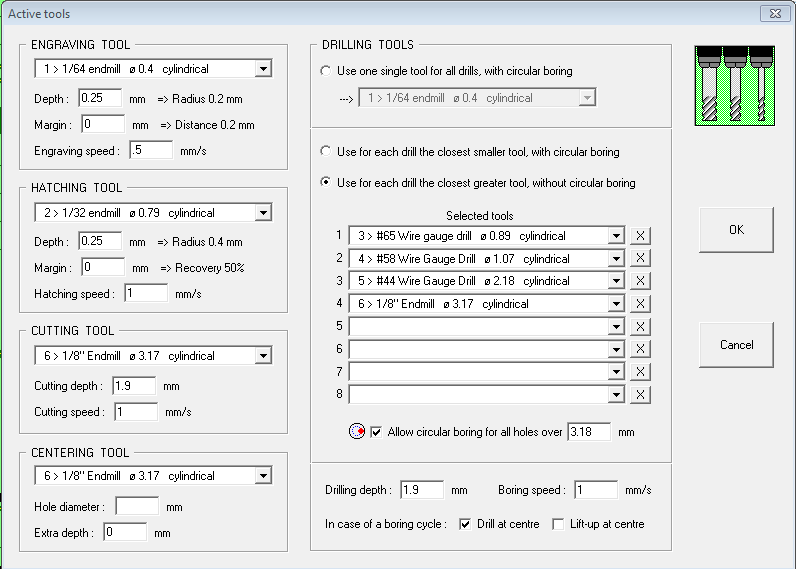 Active tools
ENGRAVING TOOL
1 > 1/64 endmill ø 0.4 cylindrical
Depth : 0.25 mm => Radius 0.2 mm
Margin : 0 mm => Distance 0.2 mm
Engraving speed : .5 mm/s
HATCHING TOOL
2 > 1/32 endmill ø 0.79 cylindrical
Depth : 0.25 mm => Radius 0.4 mm
Margin : 0 => Recovery 50%
Hatching speed : 1 mm/s
CUTTING TOOL
6 > 1/8" Endmill ø 3.17 cylindrical
Cutting depth : 1.9 mm
Cutting speed : 1 mm/s
CENTERING TOOL
6 > 1/8" Endmill ø 3.17 cylindrical
Hole diameter : mm
Extra depth : 0 mm
DRILLING TOOLS
Use one single tool for all drills, with circular boring
---> 1 > 1/64 endmill ø 0.4 cylindrical
Use for each drill the closest smaller tool, with circular boring
Use for each drill the closest greater tool, without circular boring
Selected tools
1 3 > #65 Wire gauge drill ø 0.89 cylindrical X
2 4 > #58 Wire Gauge Drill ø 1.07 cylindrical X
3 5 > #44 Wire Gauge Drill ø 2.18 cylindrical X
4 6 > 1/8" Endmill ø 3.17 cylindrical X
5 X
6 X
7 X
8 X
Allow circular boring for all holes over 3.18 mm
Drilling depth : 1.9 mm Boring speed : 1 mm/s
In case of a boring cycle : Drill at centre Lift-up at centre
OK
Cancel